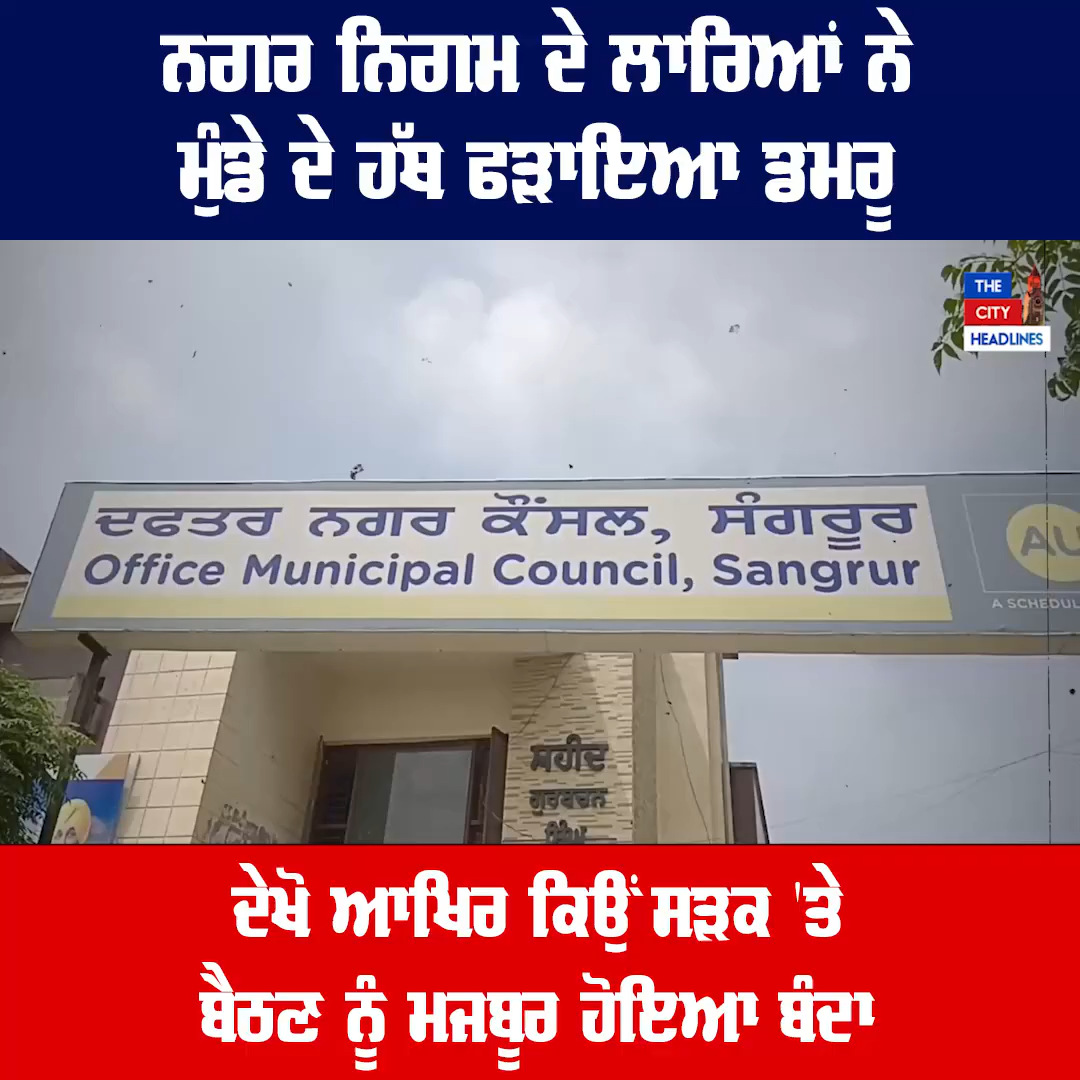 ਨਗਰ ਨਿਗਮ ਦੇ ਲਾਰਿਆਂ ਨੇ
ਮੁੰਡੇ ਦੇ ਹੱਥ ਫੜਾਇਆ ਡਮਰੂ
THE
CITY
HEADLINES
ਦਫਤਰ ਨਗਰ ਕੌਂਸਲ, ਸੰਗਰੂਰ
Office Municipal Council, Sangrur
AU
A SCHEDUL
ਸ਼ਹੀਦ
ਗੁਰਬਚਨ
ਸਿੰਘ
ਦੇਖੋ ਆਖਿਰ ਕਿਉਂ ਸੜਕ 'ਤੇ
ਬੈਠਣ ਨੂੰ ਮਜਬੂਰ ਹੋਇਆ ਬੰਦਾ